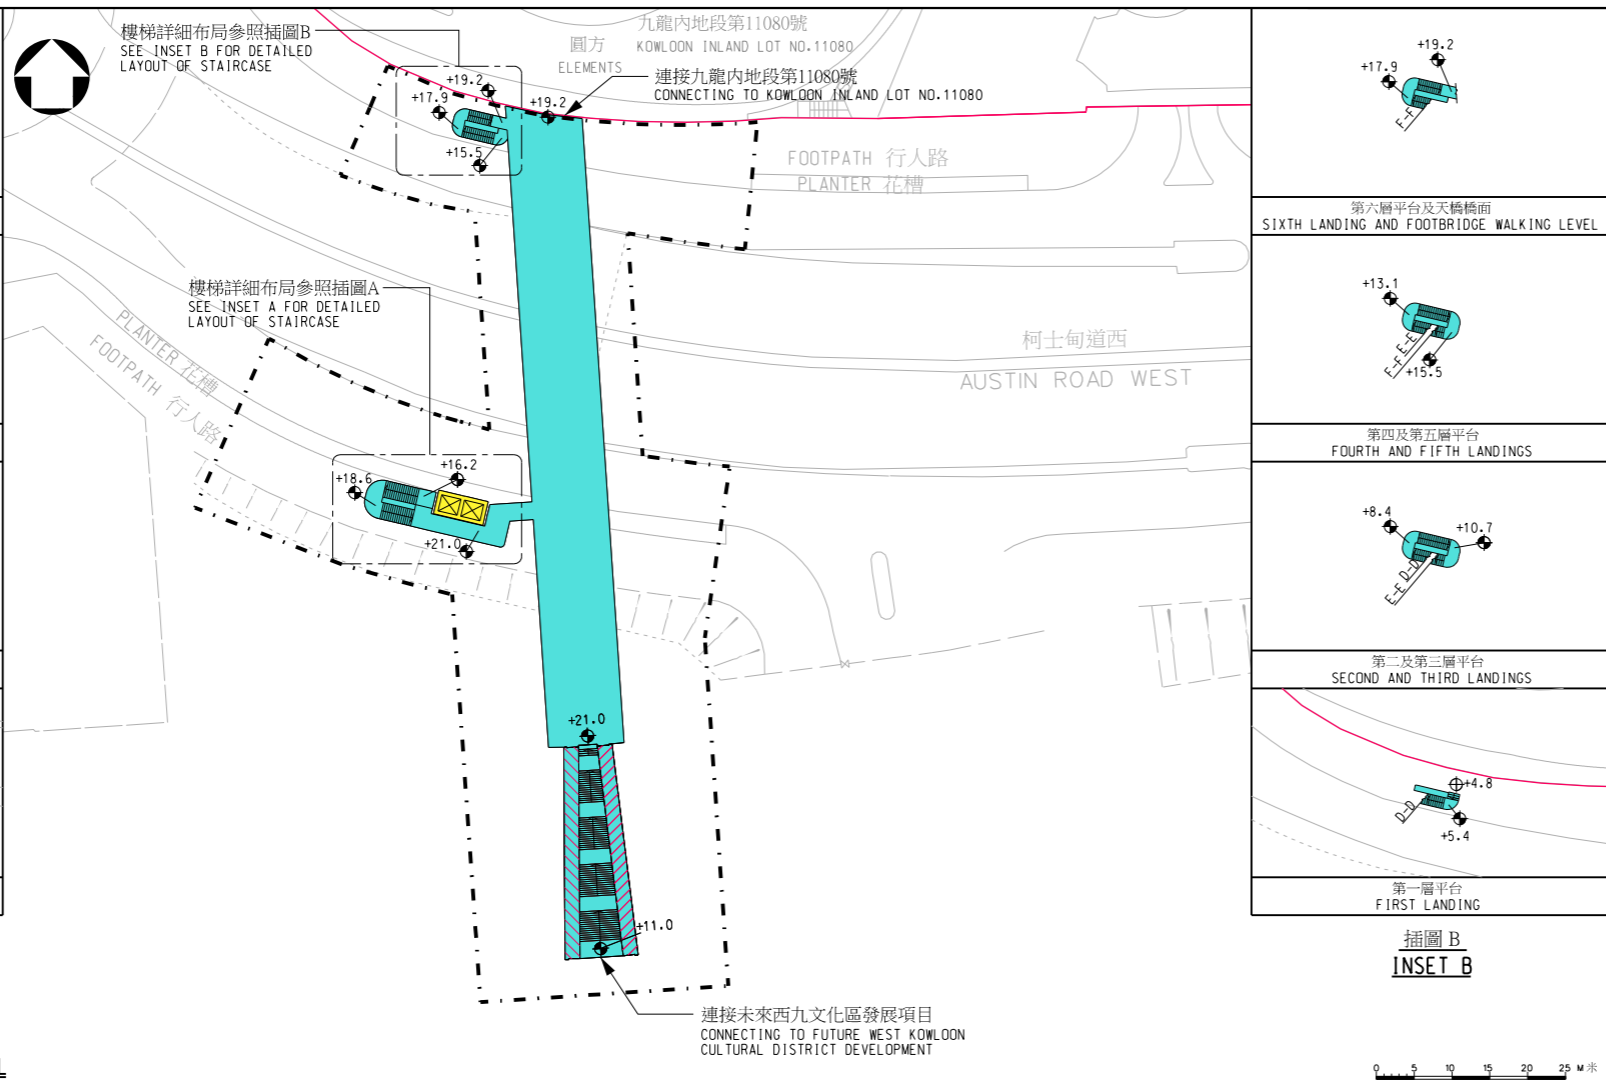 樓梯詳細布局參照插圖B
SEE INSET B FOR DETAILED
LAYOUT OF STAIRCASE
九龍內地段第11080號
KOWLOON INLAND LOT NO.11080
圓方
ELEMENTS
連接九龍內地段第11080號
CONNECTING TO KOWLOON INLAND LOT NO.11080
+19.2
+17.9
+19.2
+15.5
FOOTPATH 行人路
PLANTER 花槽
樓梯詳細布局參照插圖A
SEE INSET A FOR DETAILED
LAYOUT OF STAIRCASE
PLANTER 花槽
FOOTPATH 行人路
柯士甸道西
AUSTIN ROAD WEST
+16.2
+18.6
+21.0
+21.0
+11.0
連接未來西九文化區發展項目
CONNECTING TO FUTURE WEST KOWLOON
CULTURAL DISTRICT DEVELOPMENT
+19.2
+17.9
F-F
第六層平台及天橋橋面
SIXTH LANDING AND FOOTBRIDGE WALKING LEVEL
+13.1
E-E
F-F
+15.5
第四及第五層平台
FOURTH AND FIFTH LANDINGS
+8.4
+10.7
D-D
E-E
第二及第三層平台
SECOND AND THIRD LANDINGS
+4.8
D-D
+5.4
第一層平台
FIRST LANDING
插圖 B
INSET B
0 5 10 15 20 25 M 米